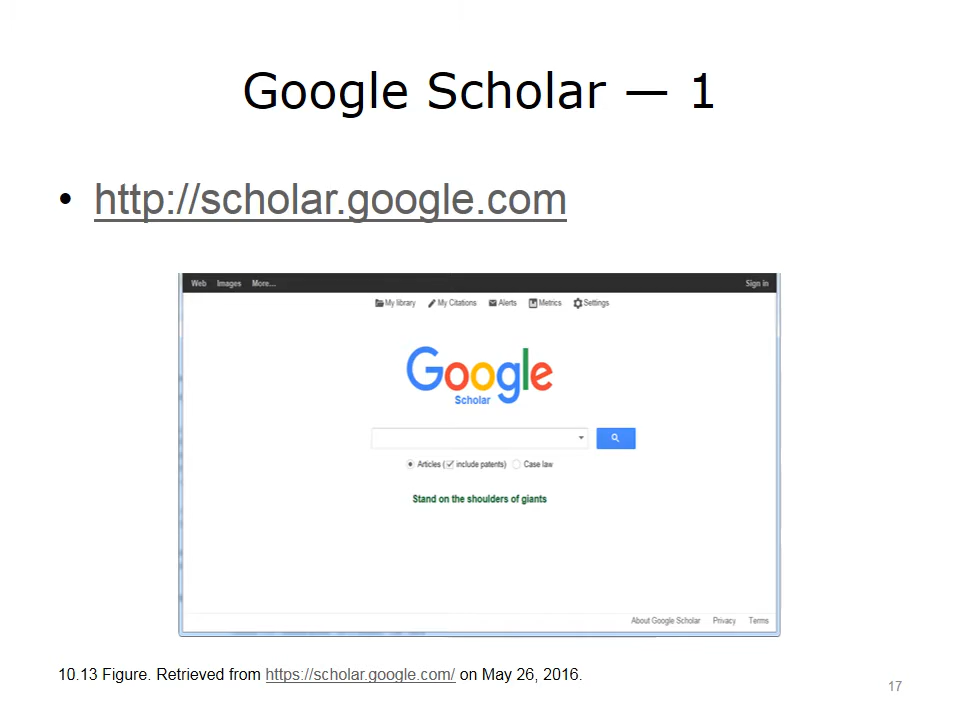 Google Scholar — 1
• http://scholar.google.com
Web Images More... Sign in
My library My Citations Alerts Metrics Settings
Google
Scholar
Articles (include patents) Case law
Stand on the shoulders of giants
About Google Scholar Privacy Terms
10.13 Figure. Retrieved from https://scholar.google.com/ on May 26, 2016.
17